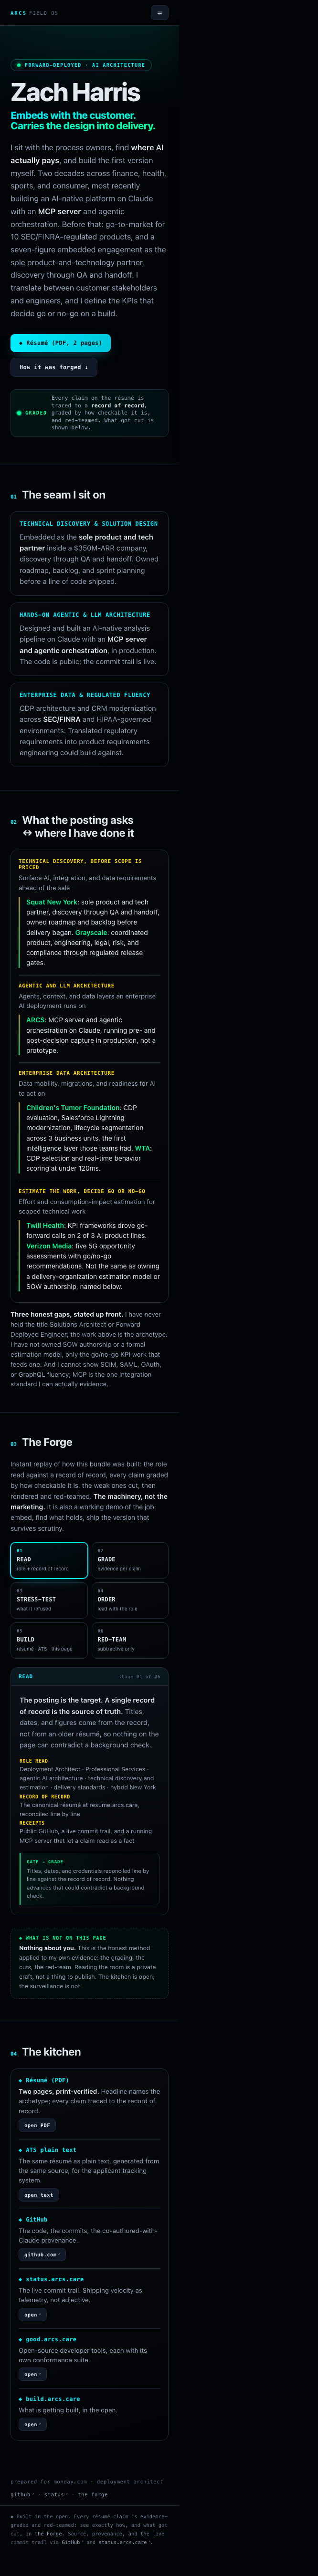 ARCS FIELD OS
≡
FORWARD-DEPLOYED · AI ARCHITECTURE
Zach Harris
Embeds with the customer.
Carries the design into delivery.
I sit with the process owners, find where AI
actually pays, and build the first version
myself. Two decades across finance, health,
sports, and consumer, most recently
building an AI-native platform on Claude
with an MCP server and agentic
orchestration. Before that: go-to-market for
10 SEC/FINRA-regulated products, and a
seven-figure embedded engagement as the
sole product-and-technology partner,
discovery through QA and handoff. I
translate between customer stakeholders
and engineers, and I define the KPIs that
decide go or no-go on a build.
◆ Résumé (PDF, 2 pages)
How it was forged ↓
GRADED
Every claim on the résumé is
traced to a record of record,
graded by how checkable it is,
and red-teamed. What got cut is
shown below.
01 The seam I sit on
TECHNICAL DISCOVERY & SOLUTION DESIGN
Embedded as the sole product and tech
partner inside a $350M-ARR company,
discovery through QA and handoff. Owned
roadmap, backlog, and sprint planning
before a line of code shipped.
HANDS-ON AGENTIC & LLM ARCHITECTURE
Designed and built an AI-native analysis
pipeline on Claude with an MCP server
and agentic orchestration, in production.
The code is public; the commit trail is live.
ENTERPRISE DATA & REGULATED FLUENCY
CDP architecture and CRM modernization
across SEC/FINRA and HIPAA-governed
environments. Translated regulatory
requirements into product requirements
engineering could build against.
02 What the posting asks
↔ where I have done it
TECHNICAL DISCOVERY, BEFORE SCOPE IS
PRICED
Surface AI, integration, and data requirements
ahead of the sale
Squat New York: sole product and tech
partner, discovery through QA and handoff,
owned roadmap and backlog before
delivery began. Grayscale: coordinated
product, engineering, legal, risk, and
compliance through regulated release
gates.
AGENTIC AND LLM ARCHITECTURE
Agents, context, and data layers an enterprise
AI deployment runs on
ARCS: MCP server and agentic
orchestration on Claude, running pre- and
post-decision capture in production, not a
prototype.
ENTERPRISE DATA ARCHITECTURE
Data mobility, migrations, and readiness for AI
to act on
Children's Tumor Foundation: CDP
evaluation, Salesforce Lightning
modernization, lifecycle segmentation
across 3 business units, the first
intelligence layer those teams had. WTA:
CDP selection and real-time behavior
scoring at under 120ms.
ESTIMATE THE WORK, DECIDE GO OR NO-GO
Effort and consumption-impact estimation for
scoped technical work
Twill Health: KPI frameworks drove go-
forward calls on 2 of 3 AI product lines.
Verizon Media: five 5G opportunity
assessments with go/no-go
recommendations. Not the same as owning
a delivery-organization estimation model or
SOW authorship, named below.
Three honest gaps, stated up front. I have never
held the title Solutions Architect or Forward
Deployed Engineer; the work above is the archetype.
I have not owned SOW authorship or a formal
estimation model, only the go/no-go KPI work that
feeds one. And I cannot show SCIM, SAML, OAuth,
or GraphQL fluency; MCP is the one integration
standard I can actually evidence.
03 The Forge
Instant replay of how this bundle was built: the role
read against a record of record, every claim graded
by how checkable it is, the weak ones cut, then
rendered and red-teamed. The machinery, not the
marketing. It is also a working demo of the job:
embed, find what holds, ship the version that
survives scrutiny.
01
READ
role + record of record
02
GRADE
evidence per claim
03
STRESS-TEST
what it refused
04
ORDER
lead with the role
05
BUILD
résumé · ATS · this page
06
RED-TEAM
subtractive only
READ
stage 01 of 06
The posting is the target. A single record
of record is the source of truth. Titles,
dates, and figures come from the record,
not from an older résumé, so nothing on the
page can contradict a background check.
ROLE READ
Deployment Architect · Professional Services ·
agentic AI architecture · technical discovery and
estimation · delivery standards · hybrid New York
RECORD OF RECORD
The canonical résumé at resume.arcs.care,
reconciled line by line
RECEIPTS
Public GitHub, a live commit trail, and a running
MCP server that let a claim read as a fact
GATE → GRADE
Titles, dates, and credentials reconciled line by
line against the record of record. Nothing
advances that could contradict a background
check.
◆ WHAT IS NOT ON THIS PAGE
Nothing about you. This is the honest method
applied to my own evidence: the grading, the
cuts, the red-team. Reading the room is a private
craft, not a thing to publish. The kitchen is open;
the surveillance is not.
04 The kitchen
◆ Résumé (PDF)
Two pages, print-verified. Headline names the
archetype; every claim traced to the record of
record.
open PDF
◆ ATS plain text
The same résumé as plain text, generated from
the same source, for the applicant tracking
system.
open text
◆ GitHub
The code, the commits, the co-authored-with-
Claude provenance.
github.com
◆ status.arcs.care
The live commit trail. Shipping velocity as
telemetry, not adjective.
open
◆ good.arcs.care
Open-source developer tools, each with its
own conformance suite.
open
◆ build.arcs.care
What is getting built, in the open.
open
prepared for monday.com · deployment architect
github · status · the forge
◆ Built in the open. Every résumé claim is evidence-
graded and red-teamed: see exactly how, and what got
cut, in the Forge. Source, provenance, and the live
commit trail via GitHub and status.arcs.care.